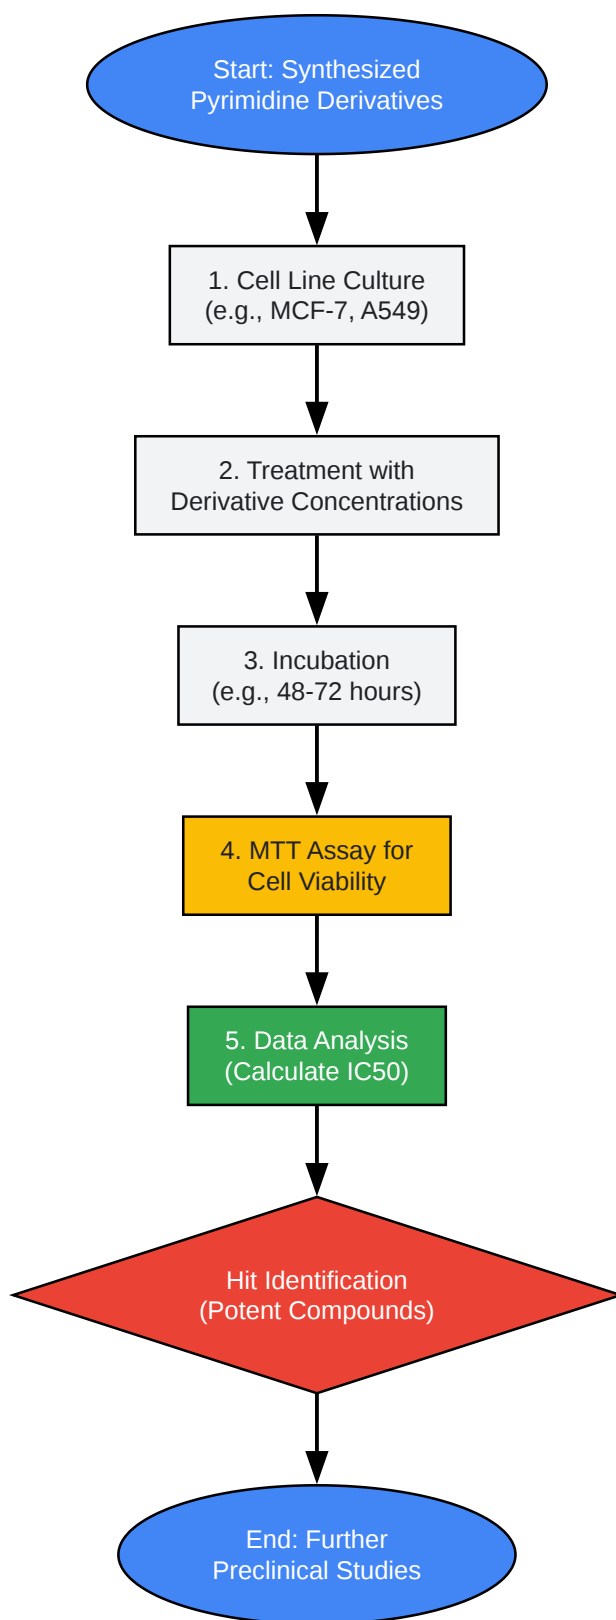 Start: Synthesized
Pyrimidine Derivatives
1. Cell Line Culture
(e.g., MCF-7, A549)
2. Treatment with
Derivative Concentrations
3. Incubation
(e.g., 48-72 hours)
4. MTT Assay for
Cell Viability
5. Data Analysis
(Calculate IC50)
Hit Identification
(Potent Compounds)
End: Further
Preclinical Studies